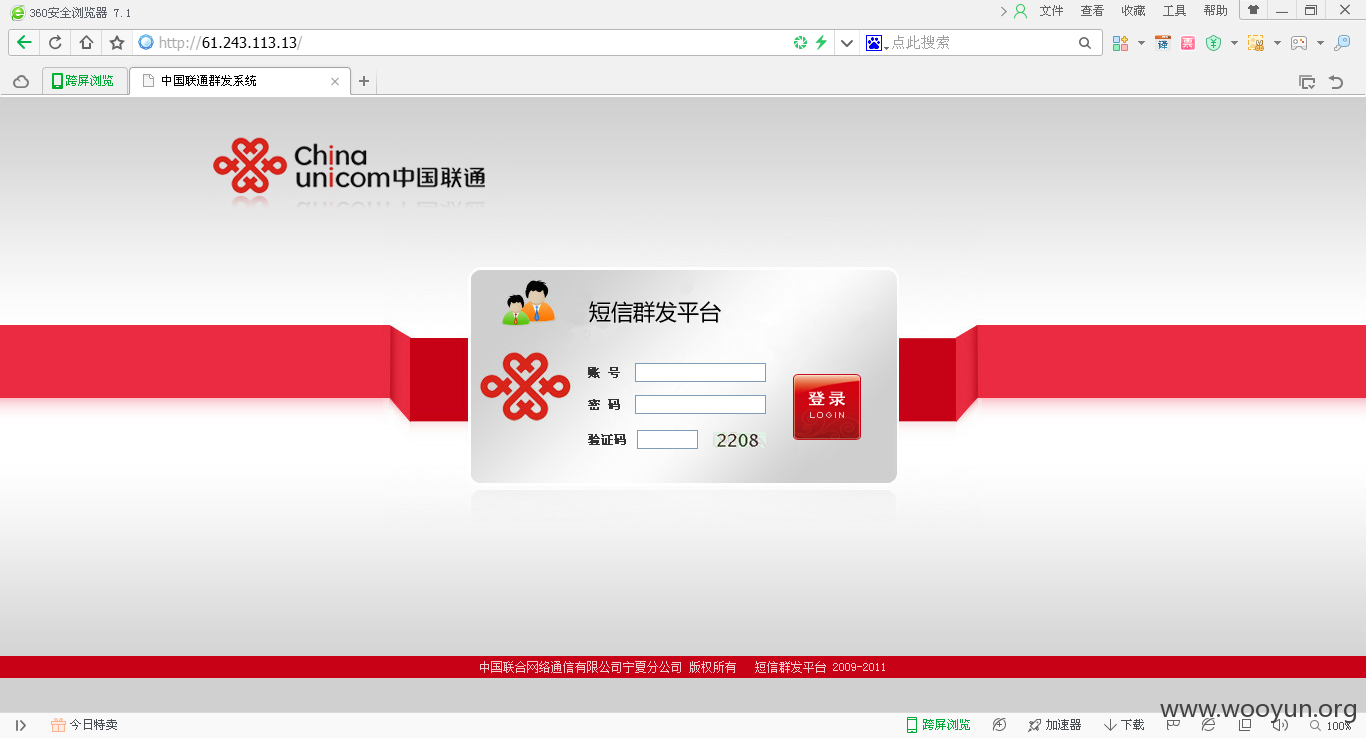 360安全浏览器 7.1
文件 查看 收藏 工具 帮助
http://61.243.113.13/
点此搜索
跨屏浏览
中国联通群发系统
China
unicom中国联通
短信群发平台
账 号
密 码
登录
LOGIN
验证码
2208
中国联合网络通信有限公司宁夏分公司 版权所有 短信群发平台 2009-2011
www.wooyun.org
今日特卖
跨屏浏览
加速器
下载
100%